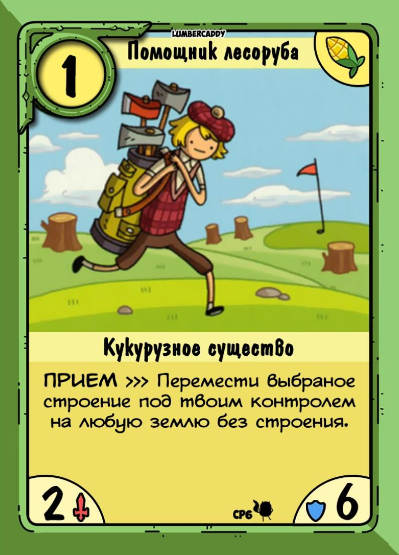 LUMBERCADDY
Помощник лесоруба
1
Кукурузное существо
ПРИЕМ >>> Перемести выбраное
строение под твоим контролем
на любую землю без строения.
2
СР6
6